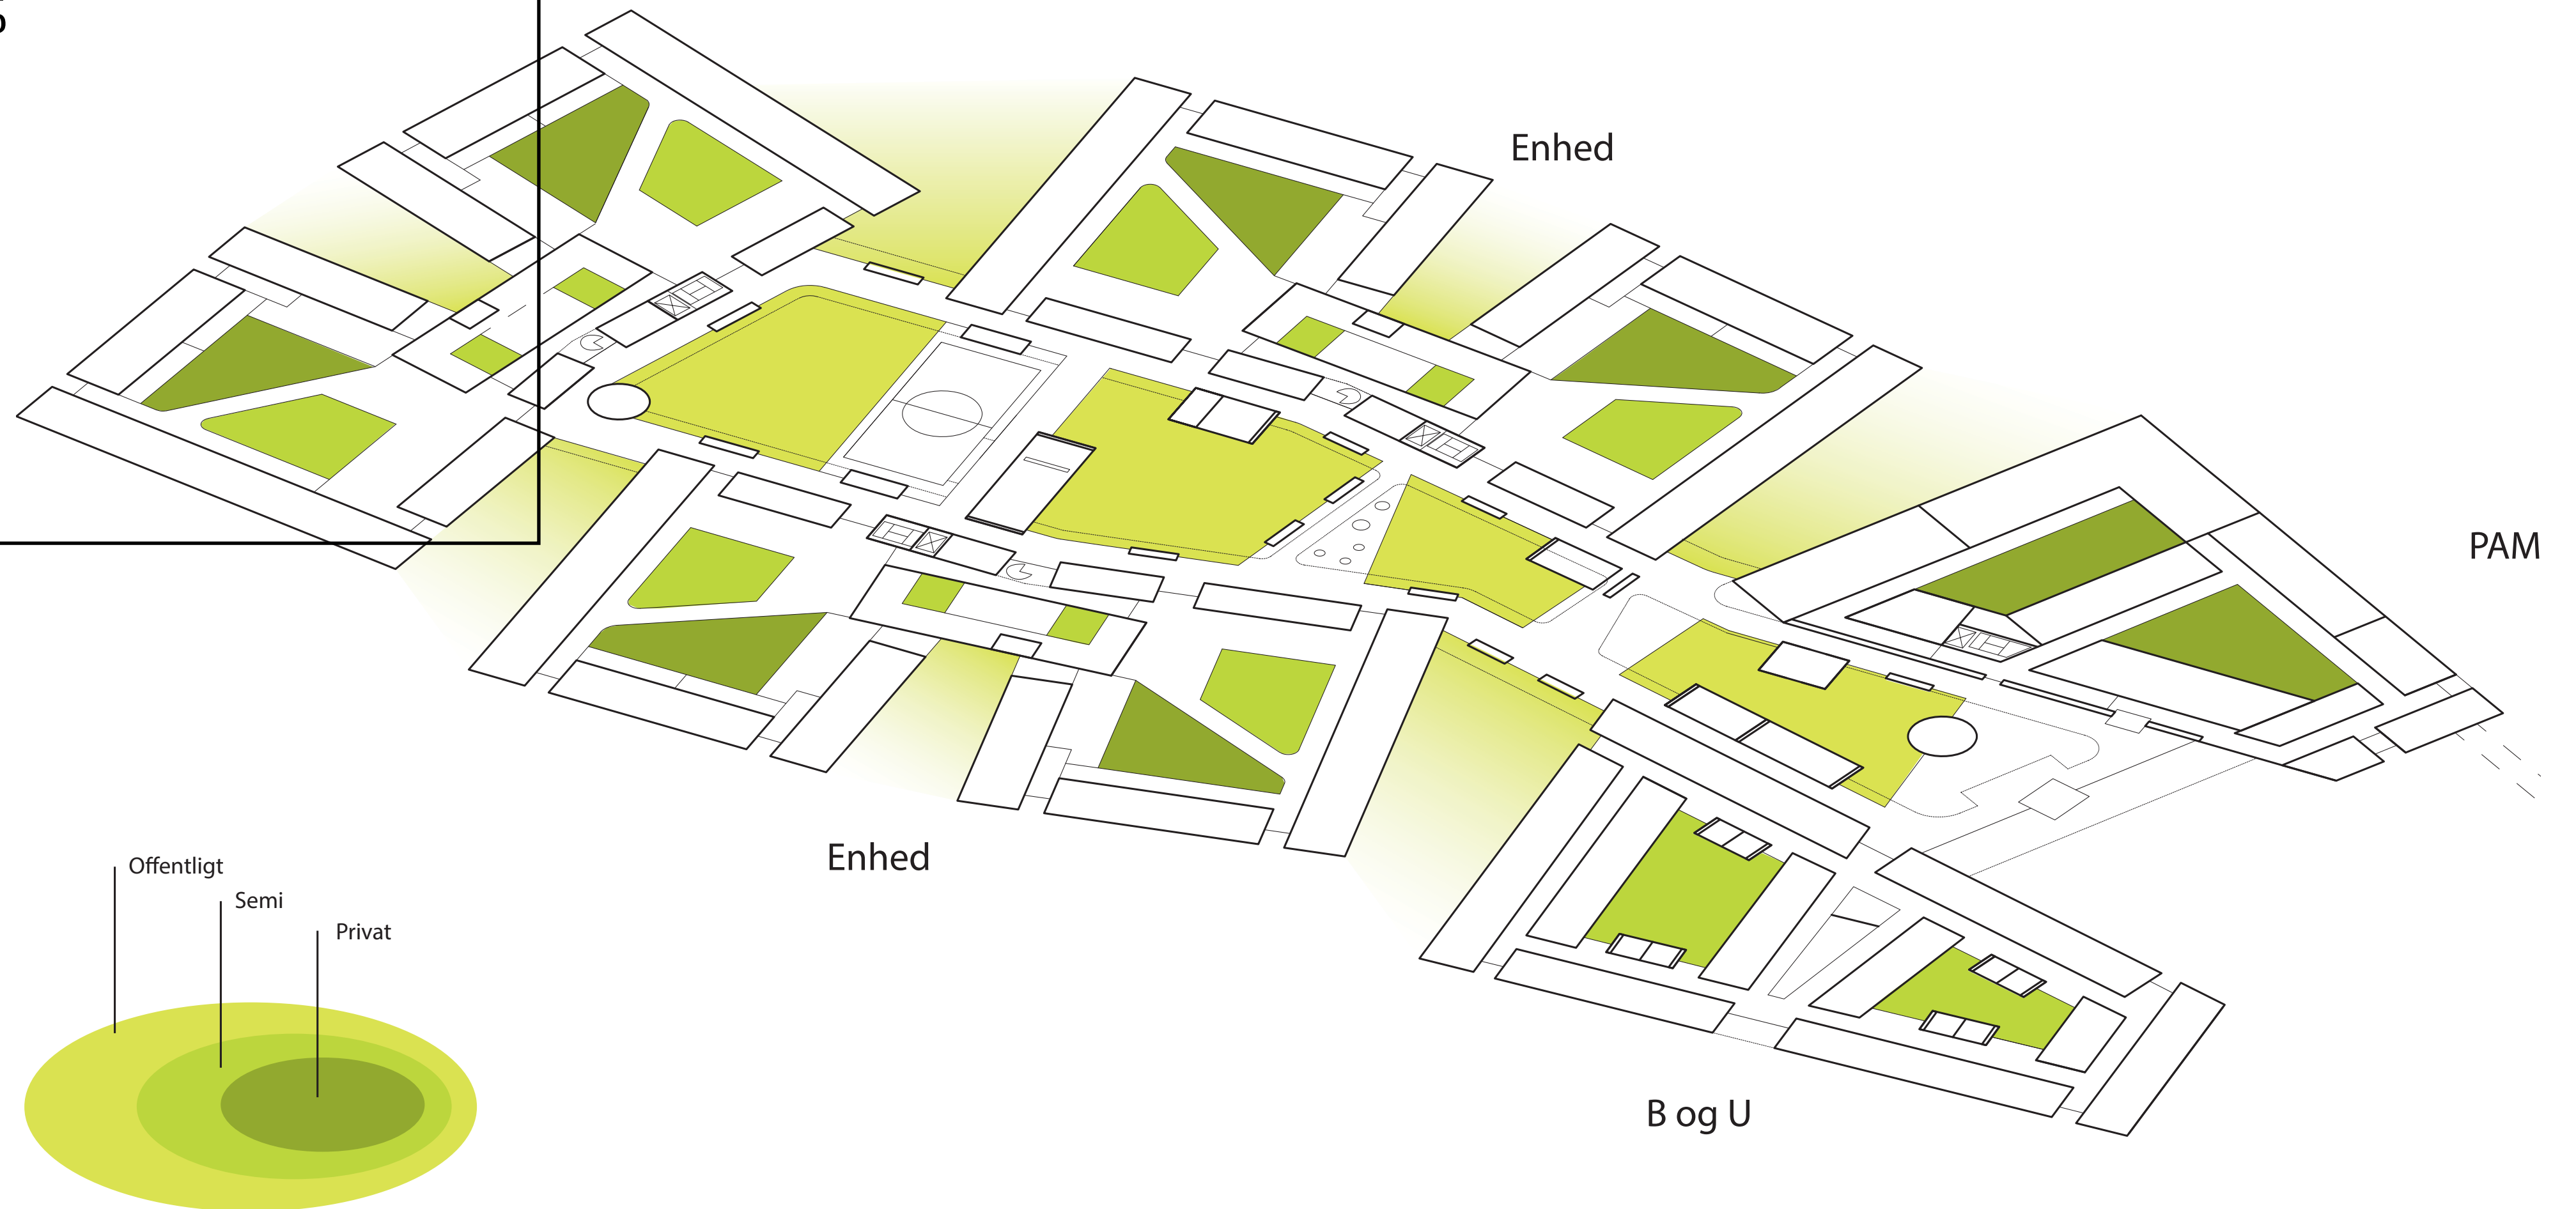 Enhed
PAM
Enhed
Offentligt
Semi
Privat
B og U